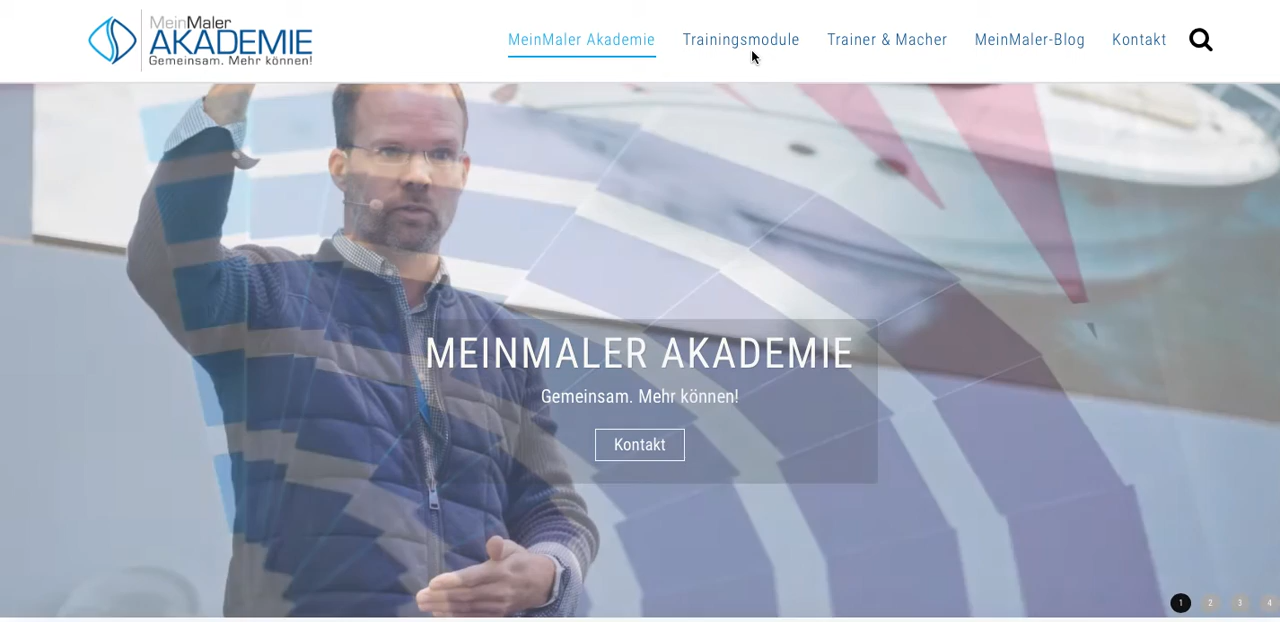 MeinMaler
AKADEMIE
Gemeinsam. Mehr können!
MeinMaler Akademie
Trainingsmodule
Trainer & Macher
MeinMaler-Blog
Kontakt
MEINMALER AKADEMIE
Gemeinsam. Mehr können!
Kontakt
1 2 3 4